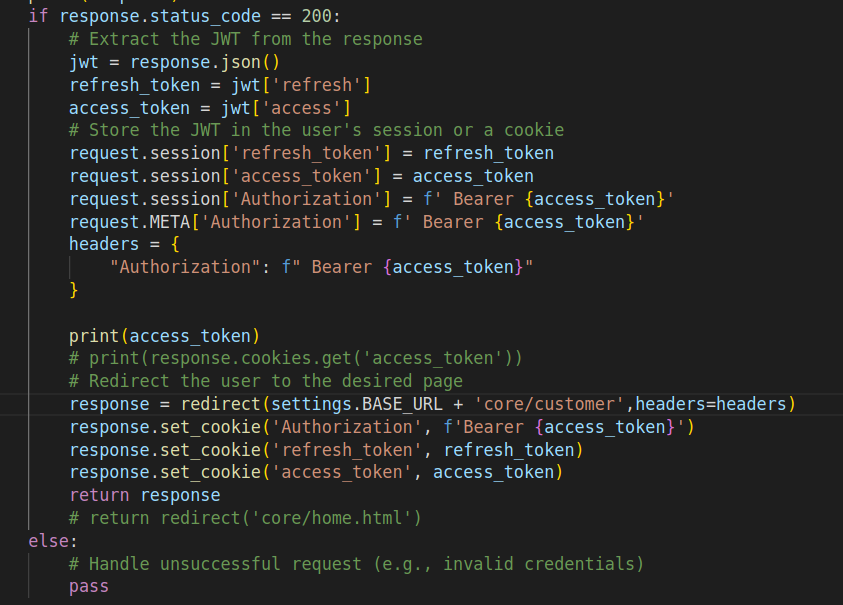 if response.status_code == 200:
    # Extract the JWT from the response
    jwt = response.json()
    refresh_token = jwt['refresh']
    access_token = jwt['access']
    # Store the JWT in the user's session or a cookie
    request.session['refresh_token'] = refresh_token
    request.session['access_token'] = access_token
    request.session['Authorization'] = f' Bearer {access_token}'
    request.META['Authorization'] = f' Bearer {access_token}'
    headers = {
        "Authorization": f" Bearer {access_token}"
    }

    print(access_token)
    # print(response.cookies.get('access_token'))
    # Redirect the user to the desired page
    response = redirect(settings.BASE_URL + 'core/customer',headers=headers)
    response.set_cookie('Authorization', f'Bearer {access_token}')
    response.set_cookie('refresh_token', refresh_token)
    response.set_cookie('access_token', access_token)
    return response
    # return redirect('core/home.html')
else:
    # Handle unsuccessful request (e.g., invalid credentials)
    pass